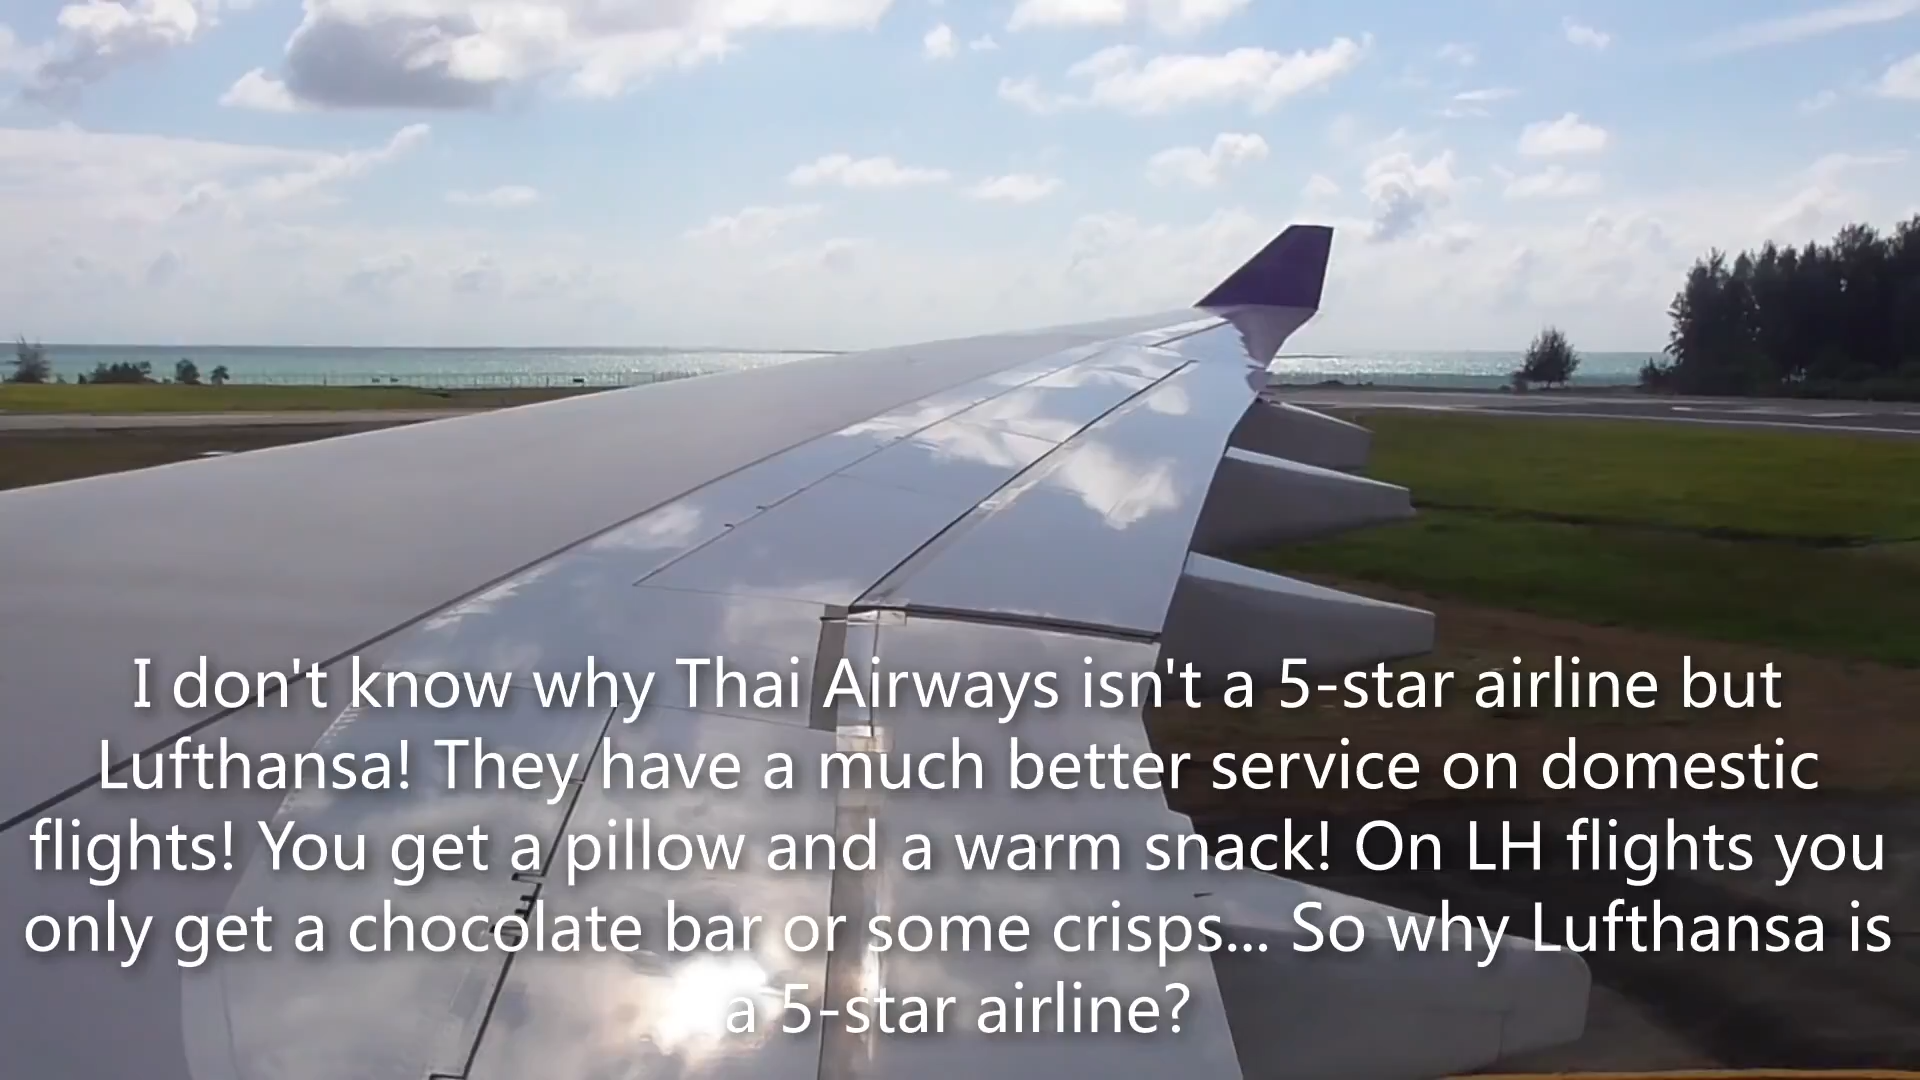 I don't know why Thai Airways isn't a 5-star airline but
Lufthansa! They have a much better service on domestic
flights! You get a pillow and a warm snack! On LH flights you
only get a chocolate bar or some crisps... So why Lufthansa is
a 5-star airline?